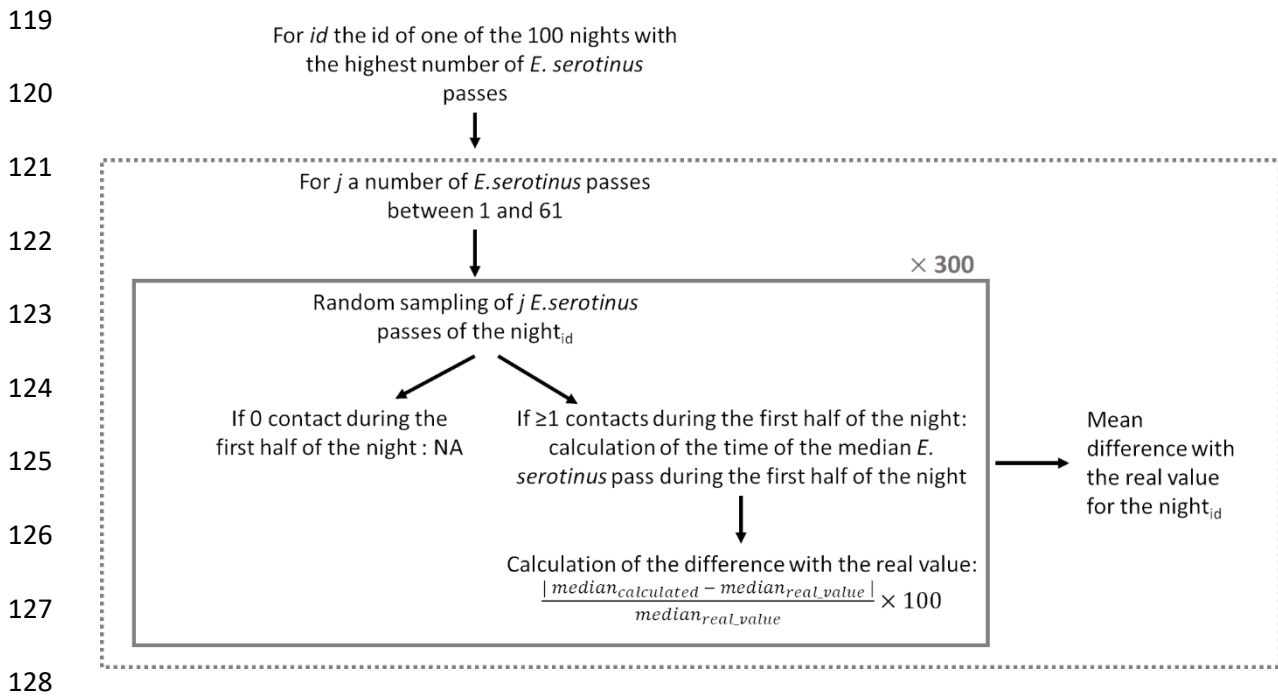 119
For id the id of one of the 100 nights with
the highest number of E. serotinus
120
passes
121
For j a number of E.serotinus passes
between 1 and 61
122
× 300
123
Random sampling of j E.serotinus
passes of the night_id
124
If 0 contact during the
first half of the night : NA
If ≥1 contacts during the first half of the night:
calculation of the time of the median E.
serotinus pass during the first half of the night
125
Mean
difference with
the real value
for the night_id
126
Calculation of the difference with the real value:
| median_calculated − median_real_value |
median_real_value
× 100
127
128